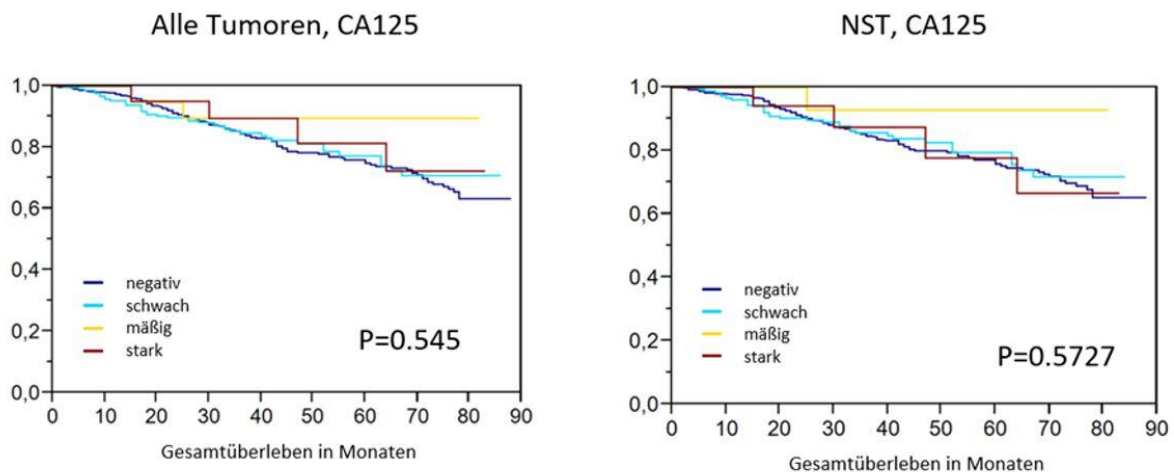 Alle Tumoren, CA125
1,0
0,8
0,6
0,4
0,2
0,0
negativ
schwach
mäßig
stark
P=0.545
0 10 20 30 40 50 60 70 80 90
Gesamtüberleben in Monaten
NST, CA125
1,0
0,8
0,6
0,4
0,2
0,0
negativ
schwach
mäßig
stark
P=0.5727
0 10 20 30 40 50 60 70 80 90
Gesamtüberleben in Monaten